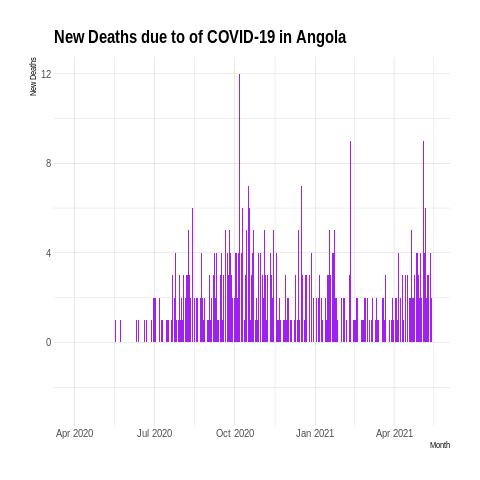 New Deaths due to of COVID-19 in Angola
New Deaths
12
8
4
0
Apr 2020 Jul 2020 Oct 2020 Jan 2021 Apr 2021
Month